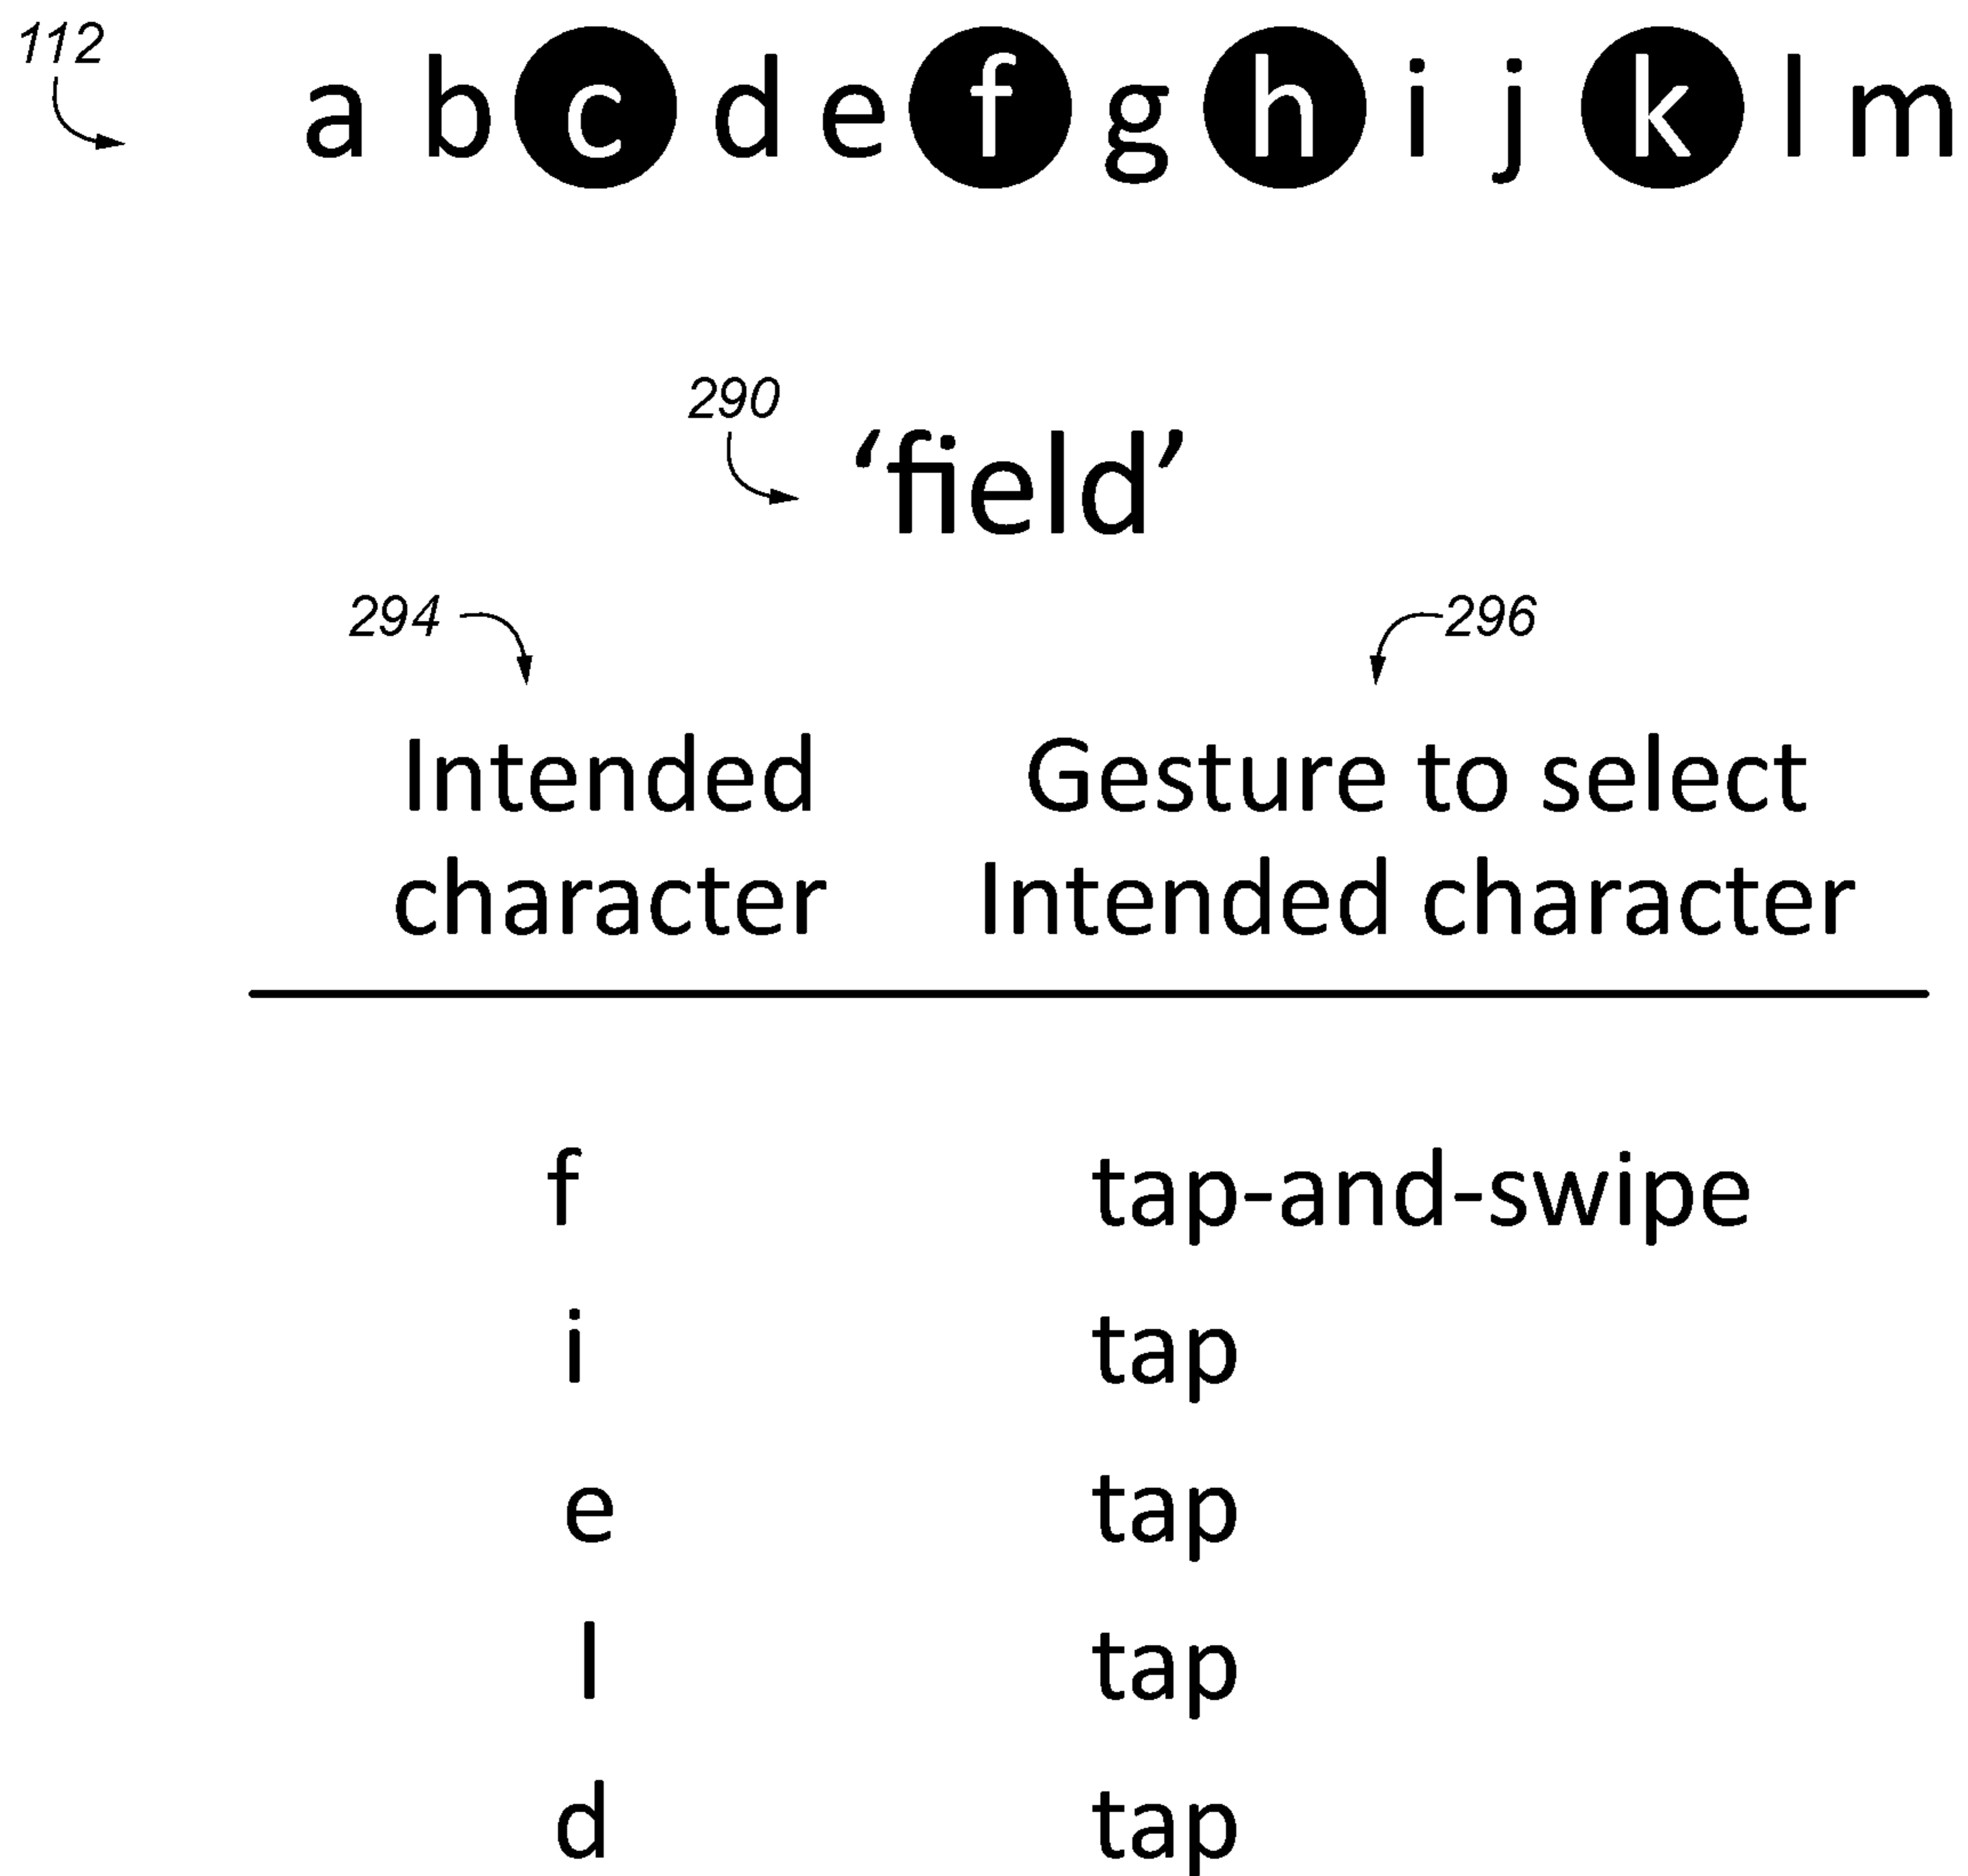 112
a b c d e f g h i j k l m
290
‘field’
294 296
Intended Gesture to select
character Intended character
f tap-and-swipe
i tap
e tap
l tap
d tap